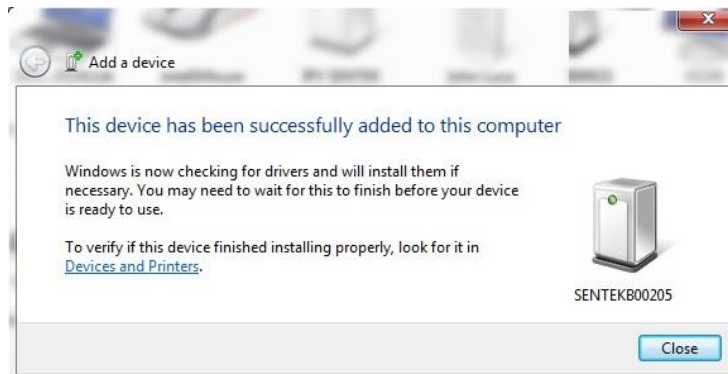 Add a device
This device has been successfully added to this computer
Windows is now checking for drivers and will install them if
necessary. You may need to wait for this to finish before your device
is ready to use.
To verify if this device finished installing properly, look for it in
Devices and Printers.
SENTEKB00205
Close